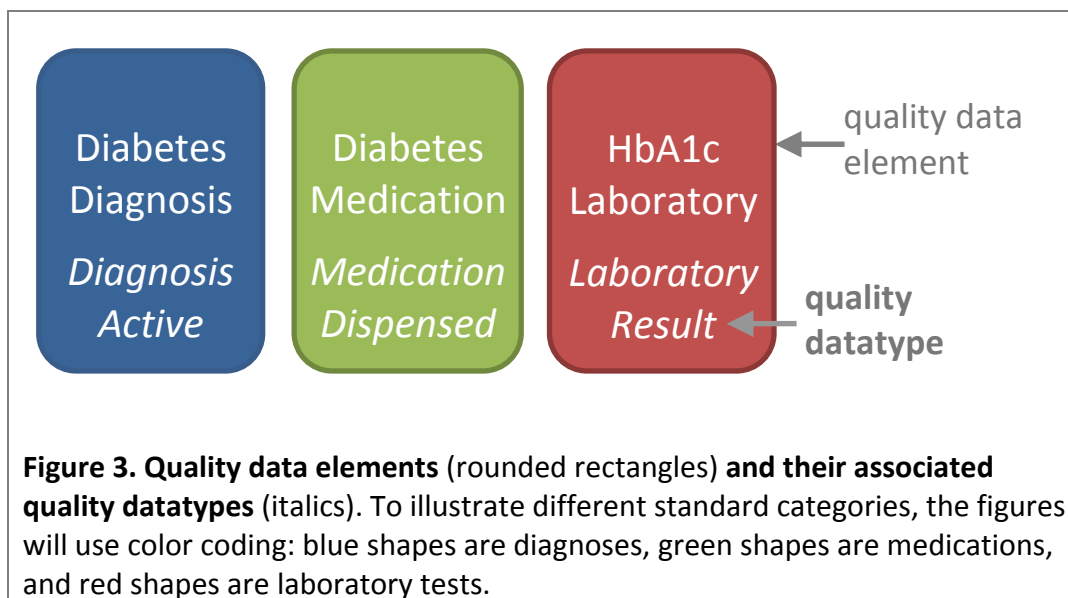 Diabetes
Diagnosis
Diagnosis
Active
Diabetes
Medication
Medication
Dispensed
HbA1c
Laboratory
Laboratory
Result
quality data
element
quality
datatype
Figure 3. Quality data elements (rounded rectangles) and their associated
quality datatypes (italics). To illustrate different standard categories, the figures
will use color coding: blue shapes are diagnoses, green shapes are medications,
and red shapes are laboratory tests.